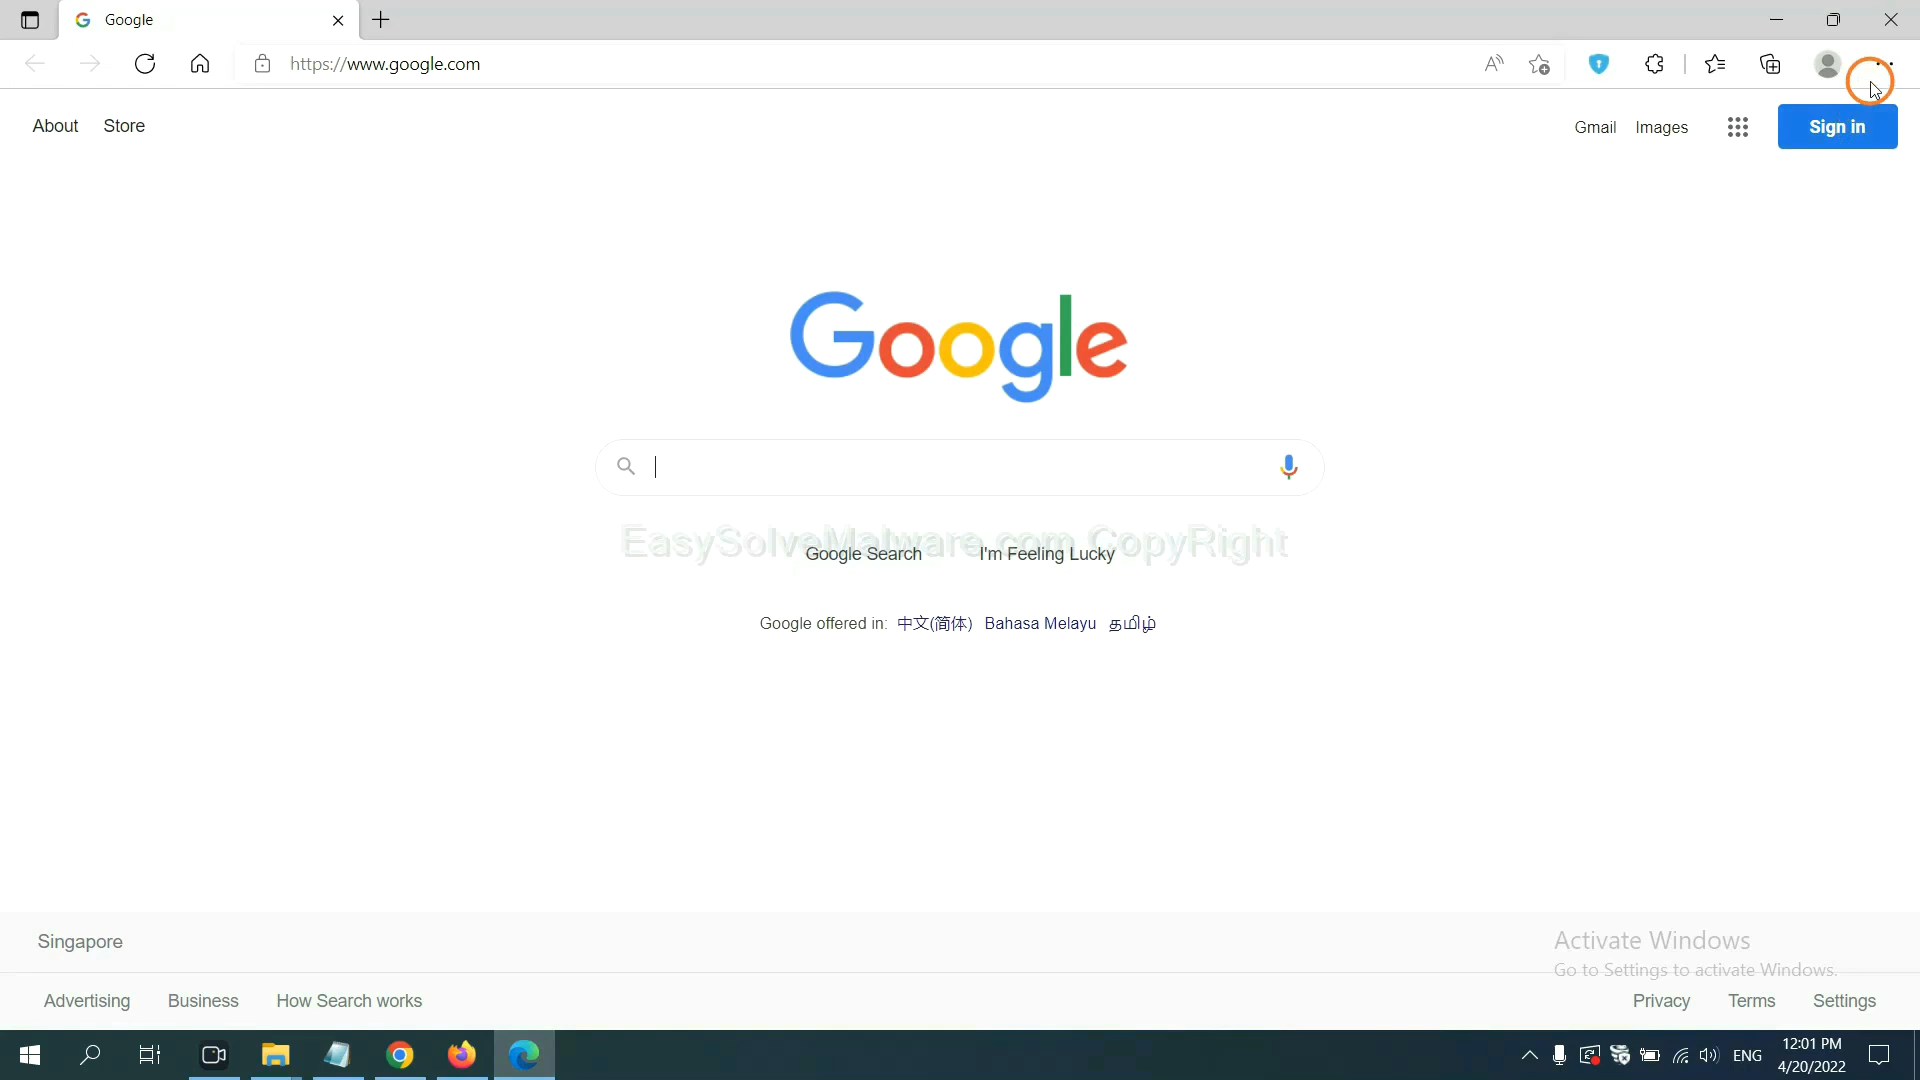 Google
https://www.google.com
About Store
Gmail Images Sign in
Google
EasySolveMalware.com CopyRight
Google Search I'm Feeling Lucky
Google offered in: 中文(简体) Bahasa Melayu தமிழ்
Singapore
Activate Windows
Go to Settings to activate Windows.
Advertising Business How Search works
Privacy Terms Settings
ENG
12:01 PM
4/20/2022